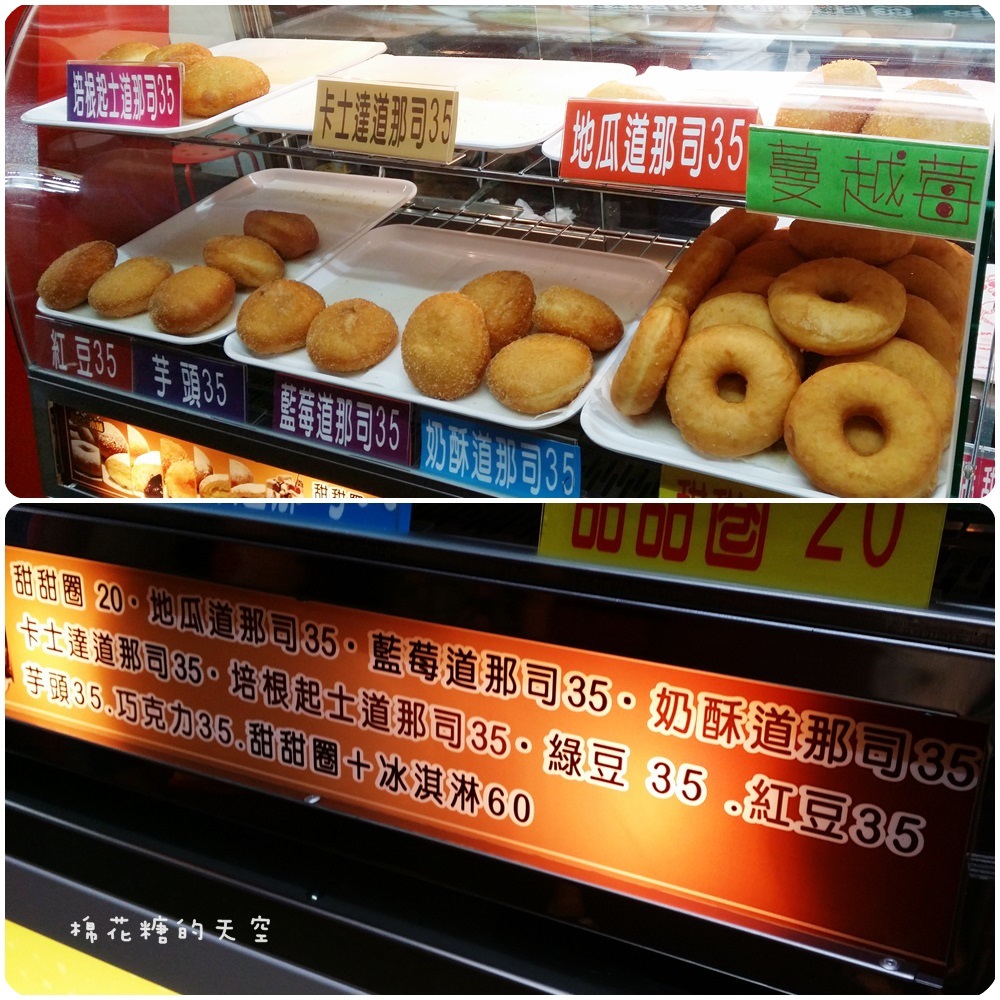 培根起士道那司35
卡士達道那司35
地瓜道那司35
蔓越莓
紅豆35
芋頭35
藍莓道那司35
奶酥道那司35
甜甜圈
甜甜圈 20
甜甜圈 20·地瓜道那司35·藍莓道那司35·奶酥道那司35
卡士達道那司35·培根起士道那司35·綠豆 35 .紅豆35
芋頭35.巧克力35.甜甜圈＋冰淇淋60
棉花糖的天空